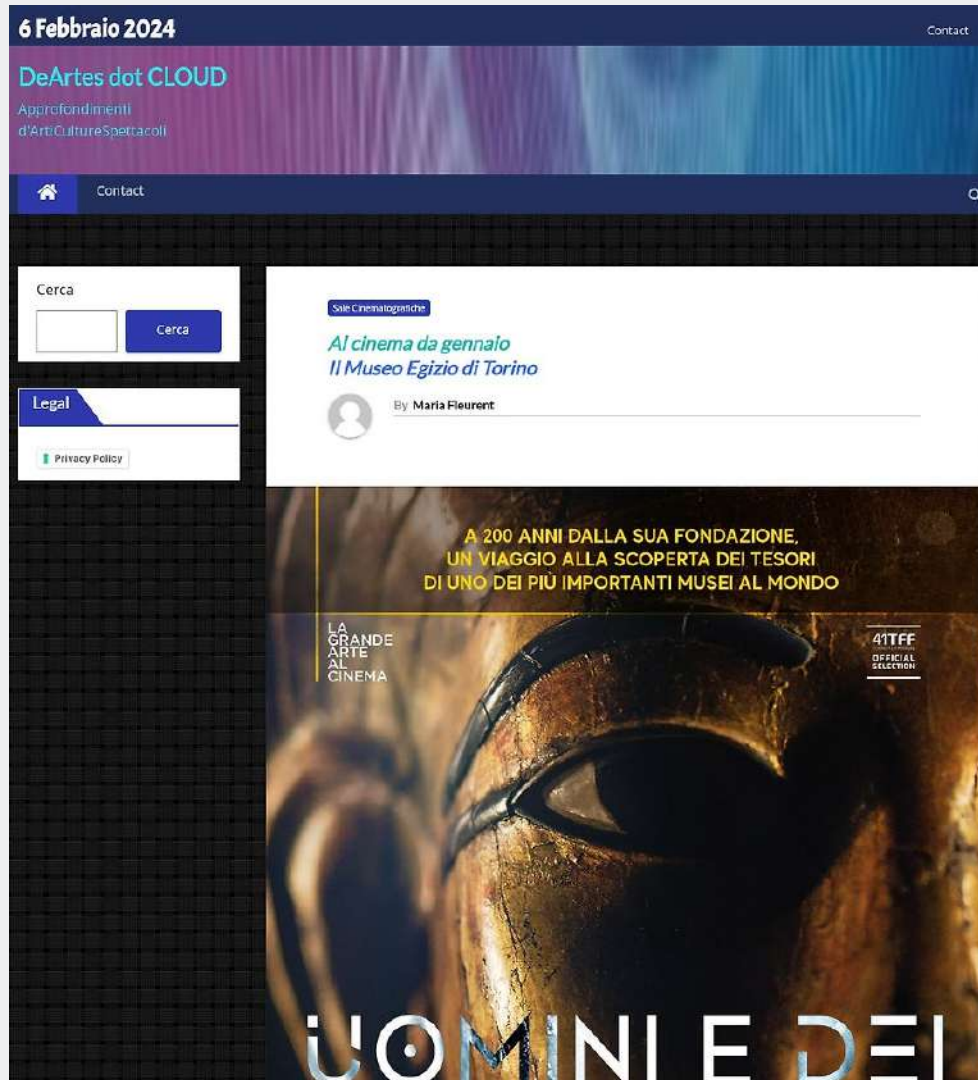 6 Febbraio 2024
Contact
DeArtes dot CLOUD
Approfondimenti
d'ArtiCultureSpettacoli
Contact
Cerca
Cerca
Legal
Privacy Policy
Sale Cinematografiche
Al cinema da gennaio
Il Museo Egizio di Torino
By Maria Fleurent
A 200 ANNI DALLA SUA FONDAZIONE,
UN VIAGGIO ALLA SCOPERTA DEI TESORI
DI UNO DEI PIÙ IMPORTANTI MUSEI AL MONDO
LA
GRANDE
ARTE
AL
CINEMA
41TFF
OFFICIAL
SELECTION
UOMINI E DEI